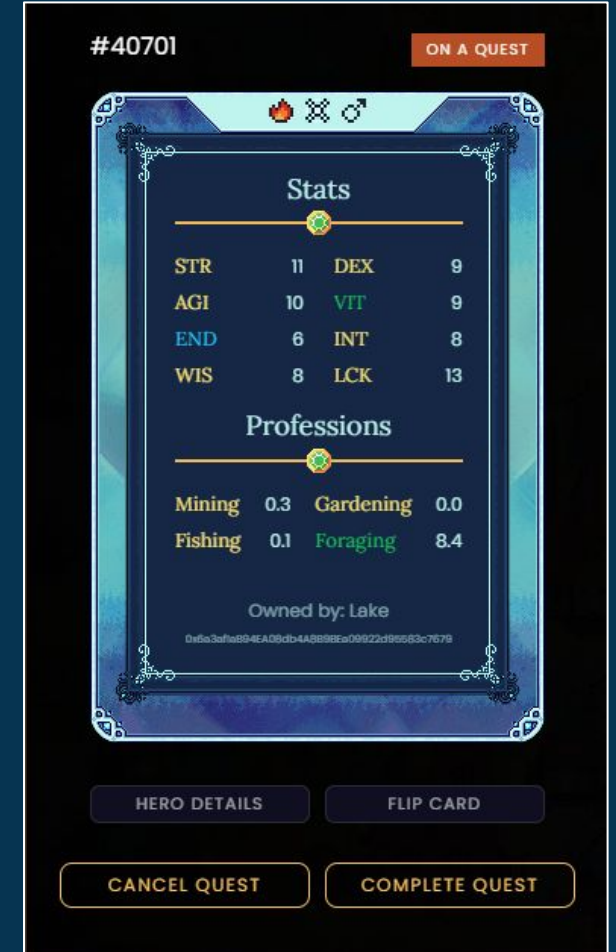 #40701 ON A QUEST
Stats
STR 11 DEX 9
AGI 10 VIT 9
END 6 INT 8
WIS 8 LCK 13
Professions
Mining 0.3 Gardening 0.0
Fishing 0.1 Foraging 8.4
Owned by: Lake
HERO DETAILS FLIP CARD
CANCEL QUEST COMPLETE QUEST